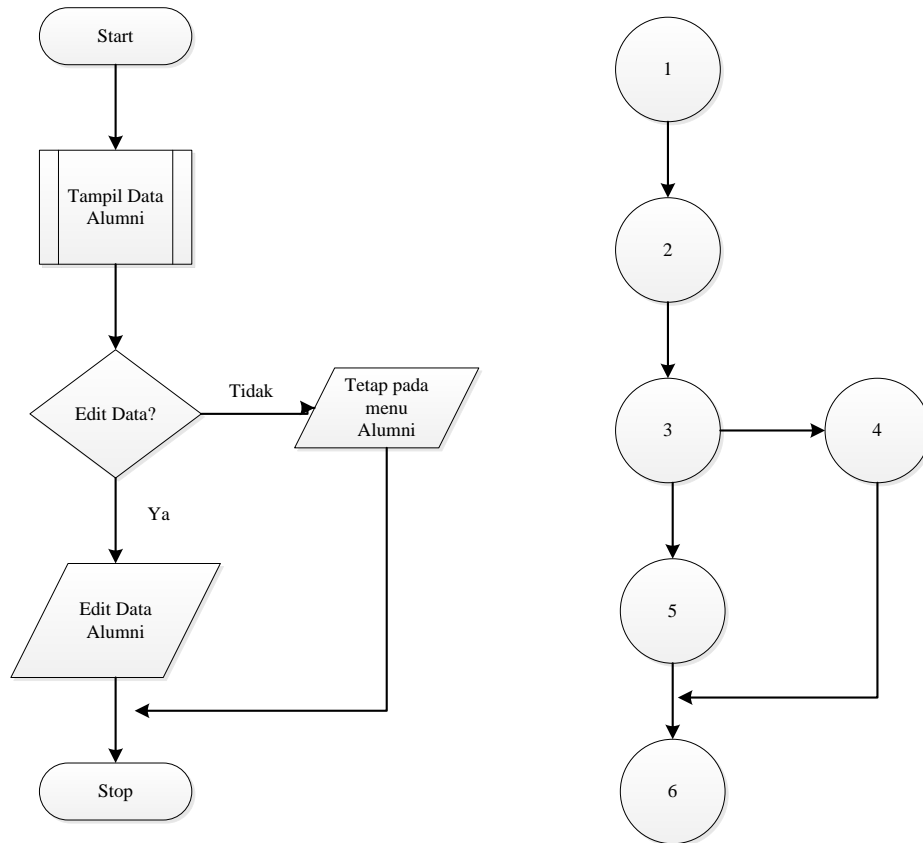 Start
Tampil Data
Alumni
Edit Data?
Tidak
Tetap pada
menu
Alumni
Ya
Edit Data
Alumni
Stop
1
2
3
4
5
6